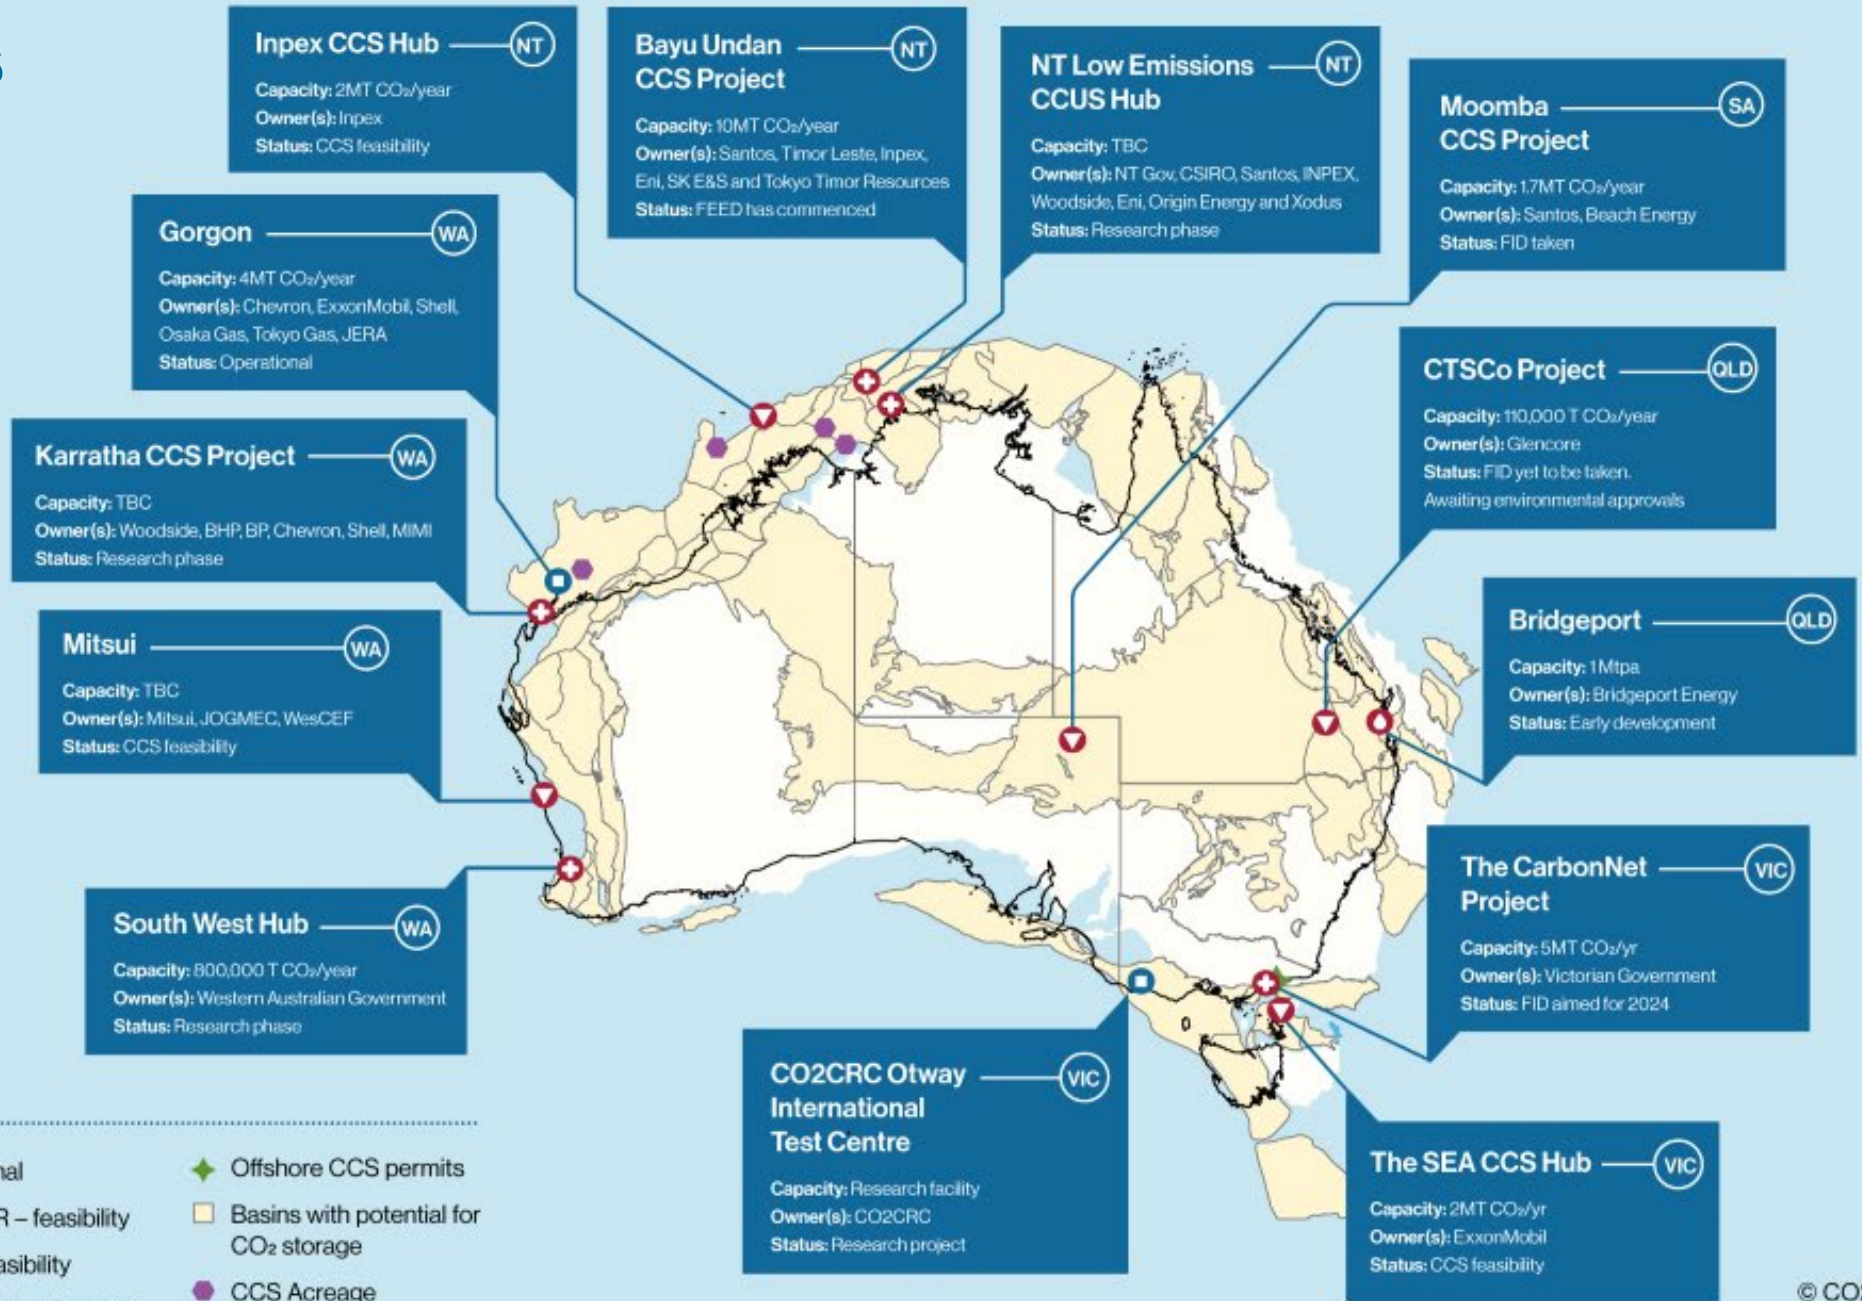 Inpex CCS Hub NT
Capacity: 2MT CO₂/year
Owner(s): Inpex
Status: CCS feasibility
Bayu Undan NT
CCS Project
Capacity: 10MT CO₂/year
Owner(s): Santos, Timor Leste, Inpex,
Eni, SK E&S and Tokyo Timor Resources
Status: FEED has commenced
NT Low Emissions NT
CCUS Hub
Capacity: TBC
Owner(s): NT Gov, CSIRO, Santos, INPEX,
Woodside, Eni, Origin Energy and Xodus
Status: Research phase
Moomba SA
CCS Project
Capacity: 1.7MT CO₂/year
Owner(s): Santos, Beach Energy
Status: FID taken
Gorgon WA
Capacity: 4MT CO₂/year
Owner(s): Chevron, ExxonMobil, Shell,
Osaka Gas, Tokyo Gas, JERA
Status: Operational
CTSCo Project QLD
Capacity: 110,000 T CO₂/year
Owner(s): Glencore
Status: FID yet to be taken.
Awaiting environmental approvals
Karratha CCS Project WA
Capacity: TBC
Owner(s): Woodside, BHP, BP, Chevron, Shell, MIMI
Status: Research phase
Bridgeport QLD
Capacity: 1 Mtpa
Owner(s): Bridgeport Energy
Status: Early development
Mitsui WA
Capacity: TBC
Owner(s): Mitsui, JOGMEC, WesCEF
Status: CCS feasibility
The CarbonNet VIC
Project
Capacity: 5MT CO₂/yr
Owner(s): Victorian Government
Status: FID aimed for 2024
South West Hub WA
Capacity: 800,000 T CO₂/year
Owner(s): Western Australian Government
Status: Research phase
CO2CRC Otway VIC
International
Test Centre
Capacity: Research facility
Owner(s): CO2CRC
Status: Research project
The SEA CCS Hub VIC
Capacity: 2MT CO₂/yr
Owner(s): ExxonMobil
Status: CCS feasibility
nal
R – feasibility
asibility
Offshore CCS permits
Basins with potential for
CO₂ storage
CCS Acreage